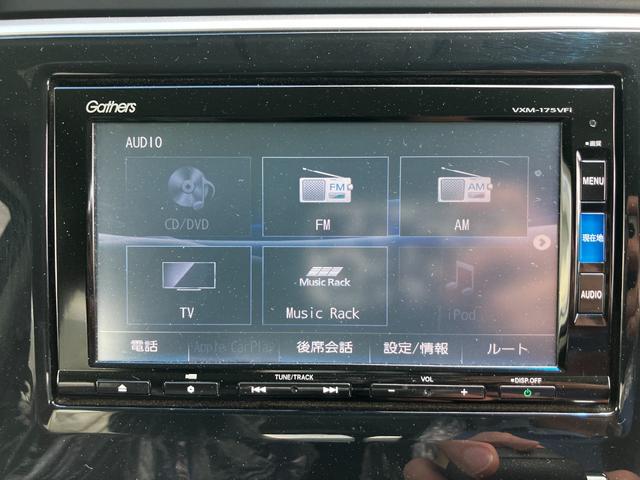 Gathers
VXM-175VFi
AUDIO
CD/DVD
FM
FM
AM
AM
TV
Music Rack
Music Rack
iPod
電話
Apple CarPlay
後席会話
設定/情報
ルート
画質
MENU
現在地
AUDIO
TUNE/TRACK
VOL
－
+
DISP.OFF